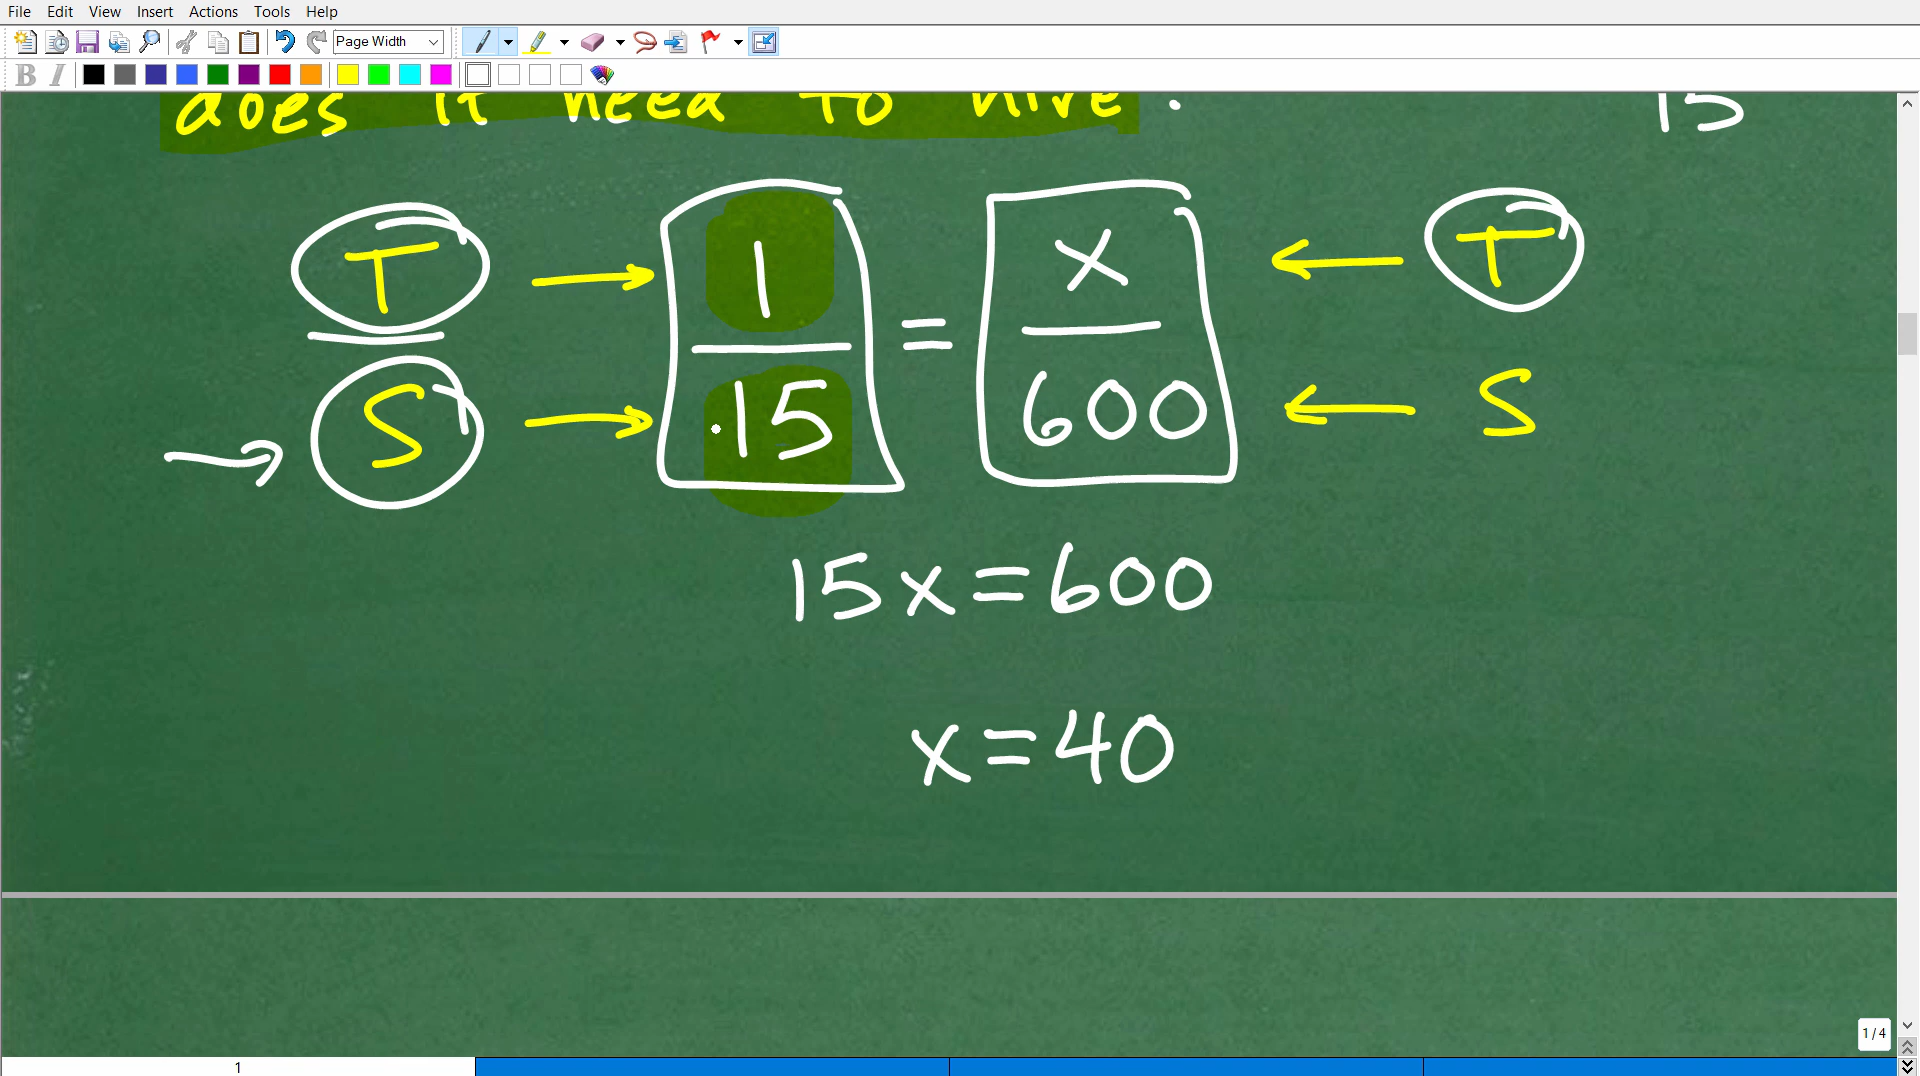 File Edit View Insert Actions Tools Help
Page Width
B I
does it need to hire.
15
T → 1 = x ← T
S → 15 600 ← S
→
15x=600
x=40
1 / 4
1